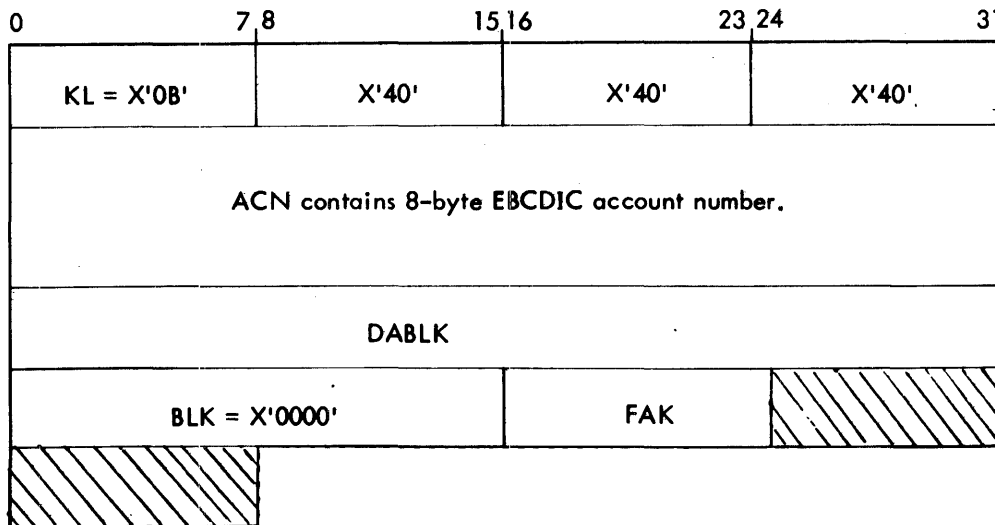 0 7 8 15 16 23 24 3
KL = X'0B' X'40' X'40' X'40'
ACN contains 8-byte EBCDIC account number.
DABLK
BLK = X'0000' FAK